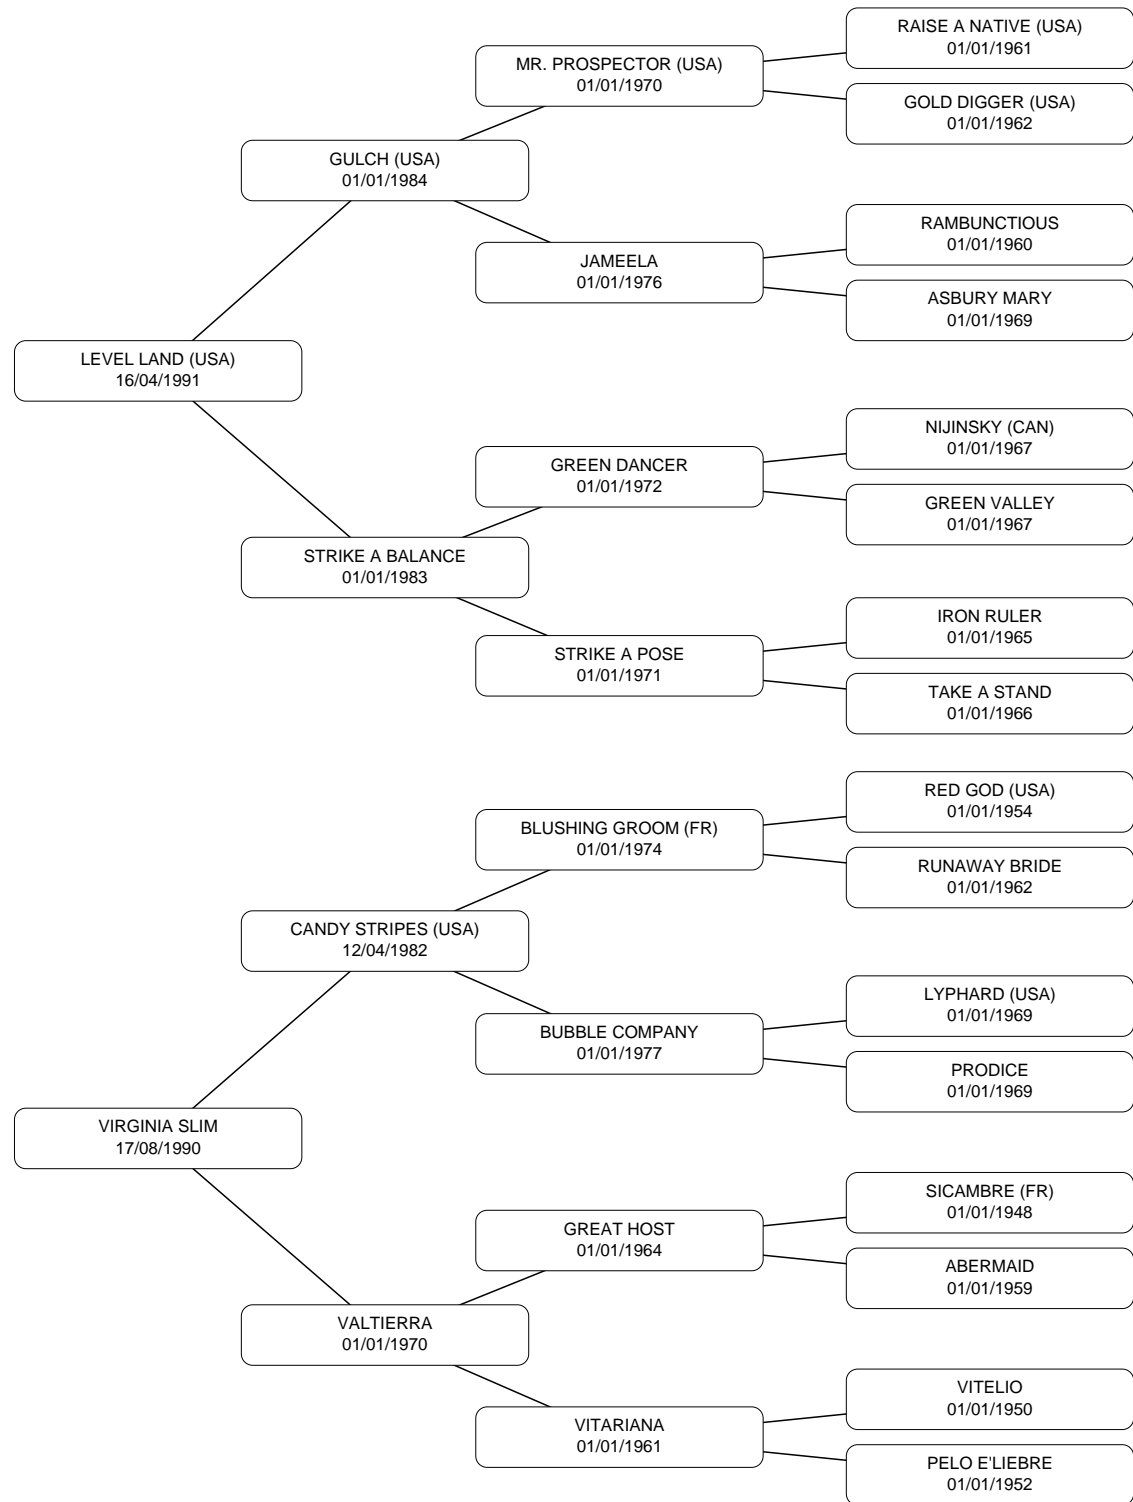 RAISE A NATIVE (USA)
01/01/1961
MR. PROSPECTOR (USA)
01/01/1970
GOLD DIGGER (USA)
01/01/1962
GULCH (USA)
01/01/1984
RAMBUNCTIOUS
01/01/1960
JAMEELA
01/01/1976
ASBURY MARY
01/01/1969
LEVEL LAND (USA)
16/04/1991
NIJINSKY (CAN)
01/01/1967
GREEN DANCER
01/01/1972
GREEN VALLEY
01/01/1967
STRIKE A BALANCE
01/01/1983
IRON RULER
01/01/1965
STRIKE A POSE
01/01/1971
TAKE A STAND
01/01/1966
RED GOD (USA)
01/01/1954
BLUSHING GROOM (FR)
01/01/1974
RUNAWAY BRIDE
01/01/1962
CANDY STRIPES (USA)
12/04/1982
LYPHARD (USA)
01/01/1969
BUBBLE COMPANY
01/01/1977
PRODICE
01/01/1969
VIRGINIA SLIM
17/08/1990
SICAMBRE (FR)
01/01/1948
GREAT HOST
01/01/1964
ABERMAID
01/01/1959
VALTIERRA
01/01/1970
VITELIO
01/01/1950
VITARIANA
01/01/1961
PELO E'LIEBRE
01/01/1952